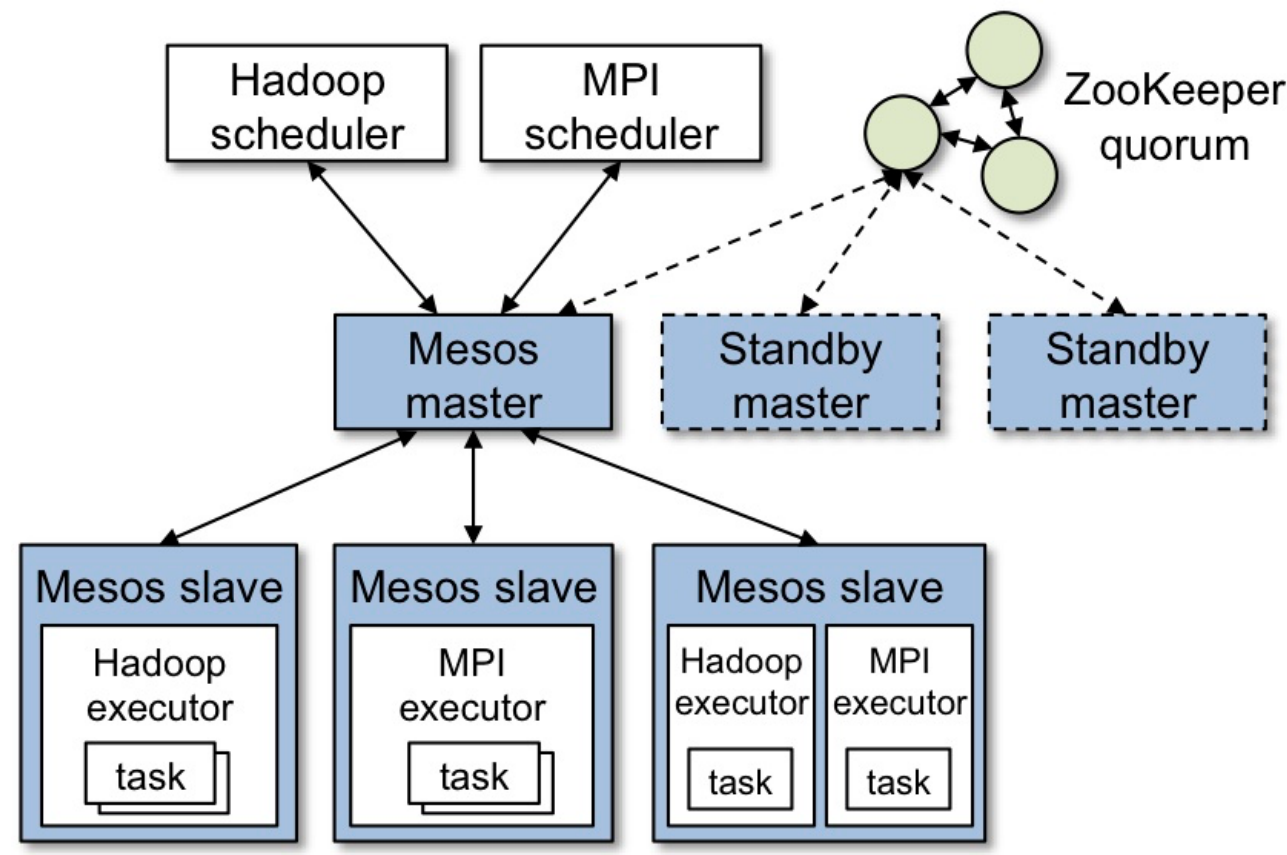 Hadoop
scheduler
MPI
scheduler
ZooKeeper
quorum
Mesos
master
Standby
master
Standby
master
Mesos slave
Hadoop
executor
task
Mesos slave
MPI
executor
task
Mesos slave
Hadoop
executor
task
MPI
executor
task